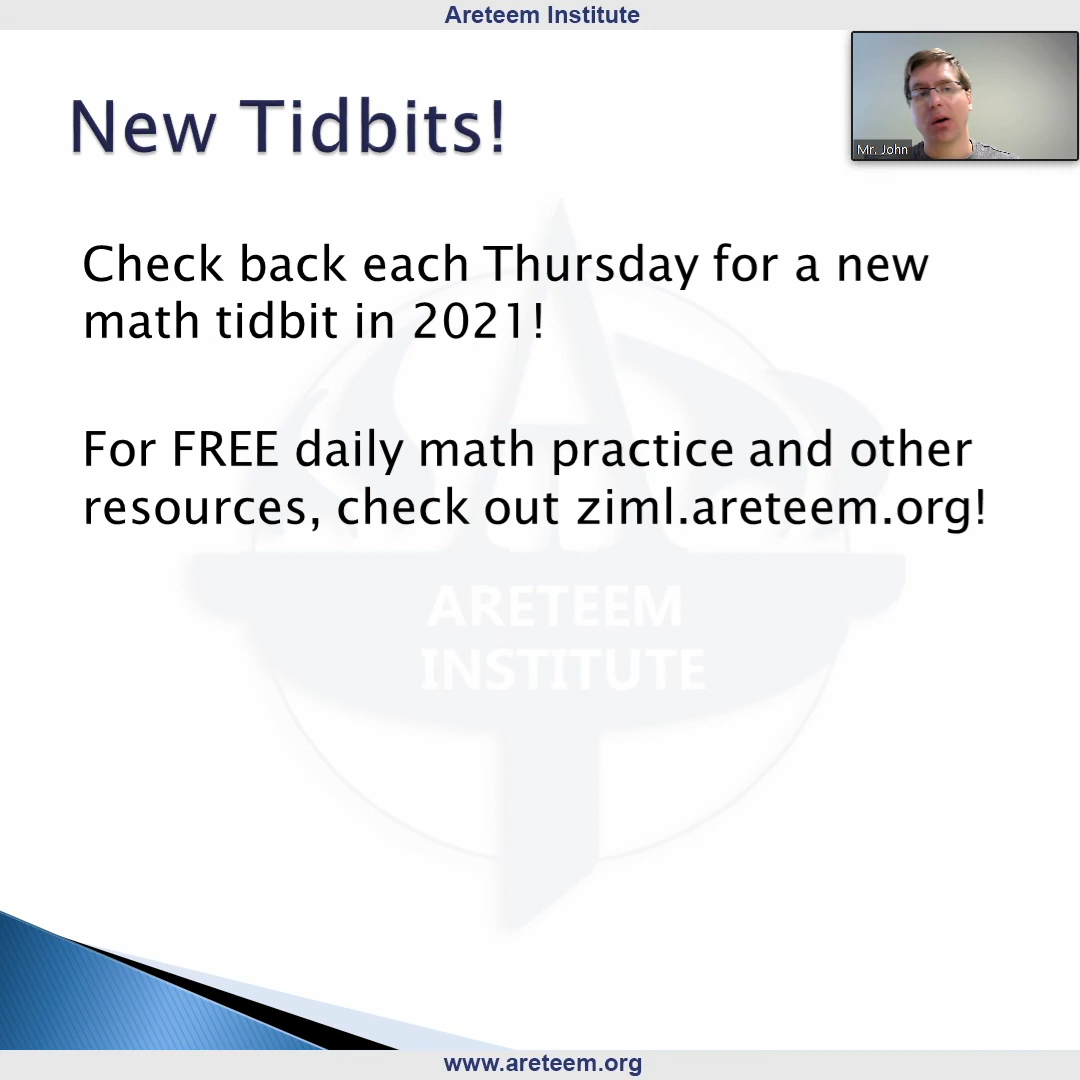 Areteem Institute
Mr. John
New Tidbits!
Check back each Thursday for a new
math tidbit in 2021!
For FREE daily math practice and other
resources, check out ziml.areteem.org!
ARETEEM
INSTITUTE
www.areteem.org